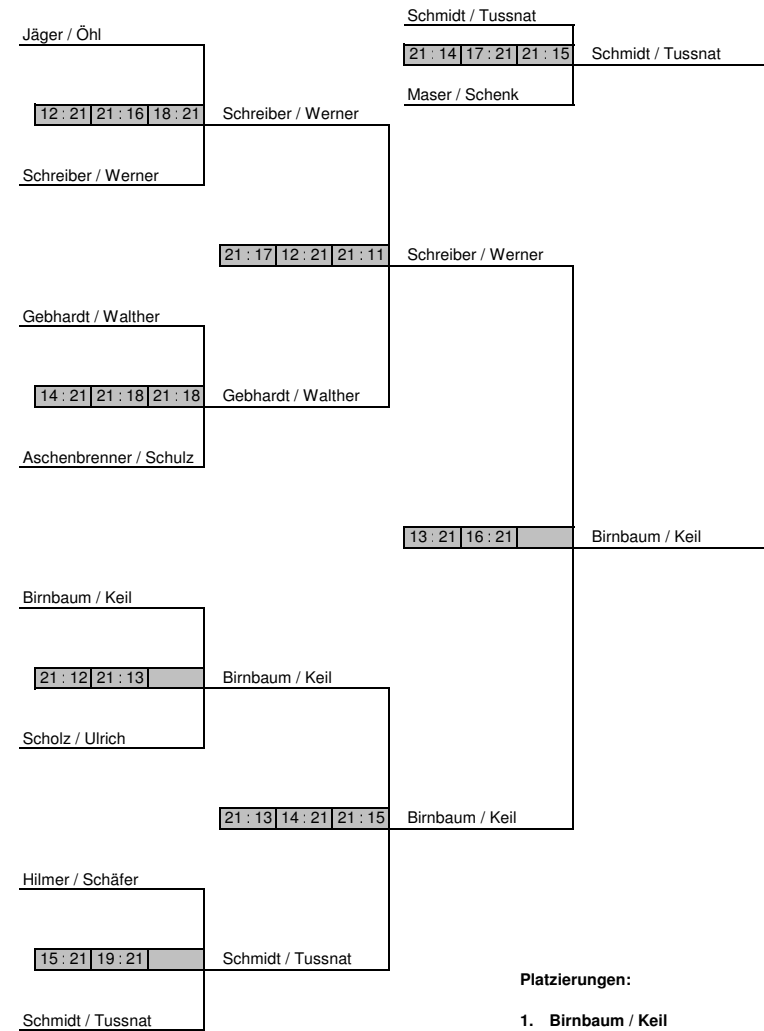 Schmidt / Tussnat
Jäger / Öhl
21 : 14 17 : 21 21 : 15 Schmidt / Tussnat
Maser / Schenk
12 : 21 21 : 16 18 : 21 Schreiber / Werner
Schreiber / Werner
21 : 17 12 : 21 21 : 11 Schreiber / Werner
Gebhardt / Walther
14 : 21 21 : 18 21 : 18 Gebhardt / Walther
Aschenbrenner / Schulz
13 : 21 16 : 21 Birnbaum / Keil
Birnbaum / Keil
21 : 12 21 : 13 Birnbaum / Keil
Scholz / Ulrich
21 : 13 14 : 21 21 : 15 Birnbaum / Keil
Hilmer / Schäfer
15 : 21 19 : 21 Schmidt / Tussnat
Platzierungen:
Schmidt / Tussnat
1. Birnbaum / Keil